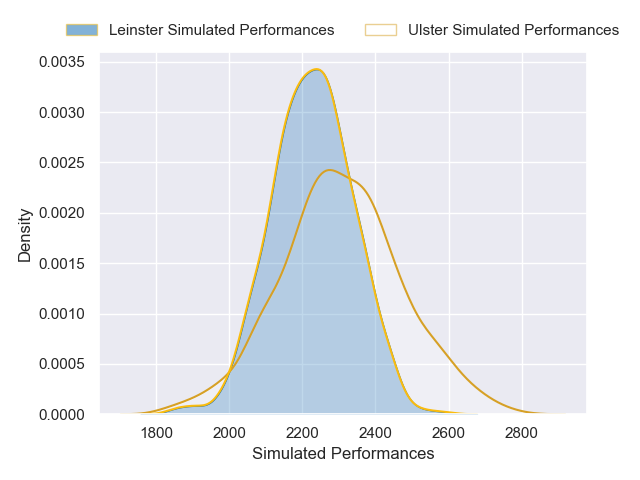 Leinster Simulated Performances Ulster Simulated Performances
0.0035
0.0030
0.0025
0.0020
0.0015
0.0010
0.0005
0.0000
Density
1800 2000 2200 2400 2600 2800
Simulated Performances